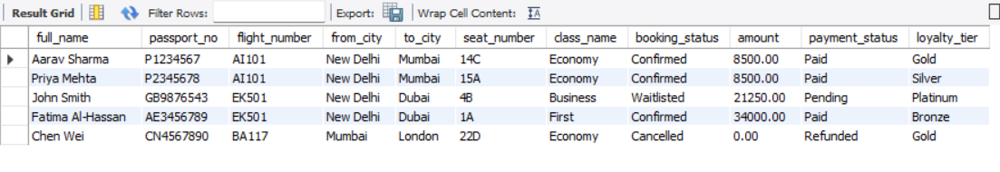 Result Grid Filter Rows: Export: Wrap Cell Content: IA
full_name passport_no flight_number from_city to_city seat_number class_name booking_status amount payment_status loyalty_tier
Aarav Sharma P1234567 AI101 New Delhi Mumbai 14C Economy Confirmed 8500.00 Paid Gold
Priya Mehta P2345678 AI101 New Delhi Mumbai 15A Economy Confirmed 8500.00 Paid Silver
John Smith GB9876543 EK501 New Delhi Dubai 4B Business Waitlisted 21250.00 Pending Platinum
Fatima Al-Hassan AE3456789 EK501 New Delhi Dubai 1A First Confirmed 34000.00 Paid Bronze
Chen Wei CN4567890 BA117 Mumbai London 22D Economy Cancelled 0.00 Refunded Gold